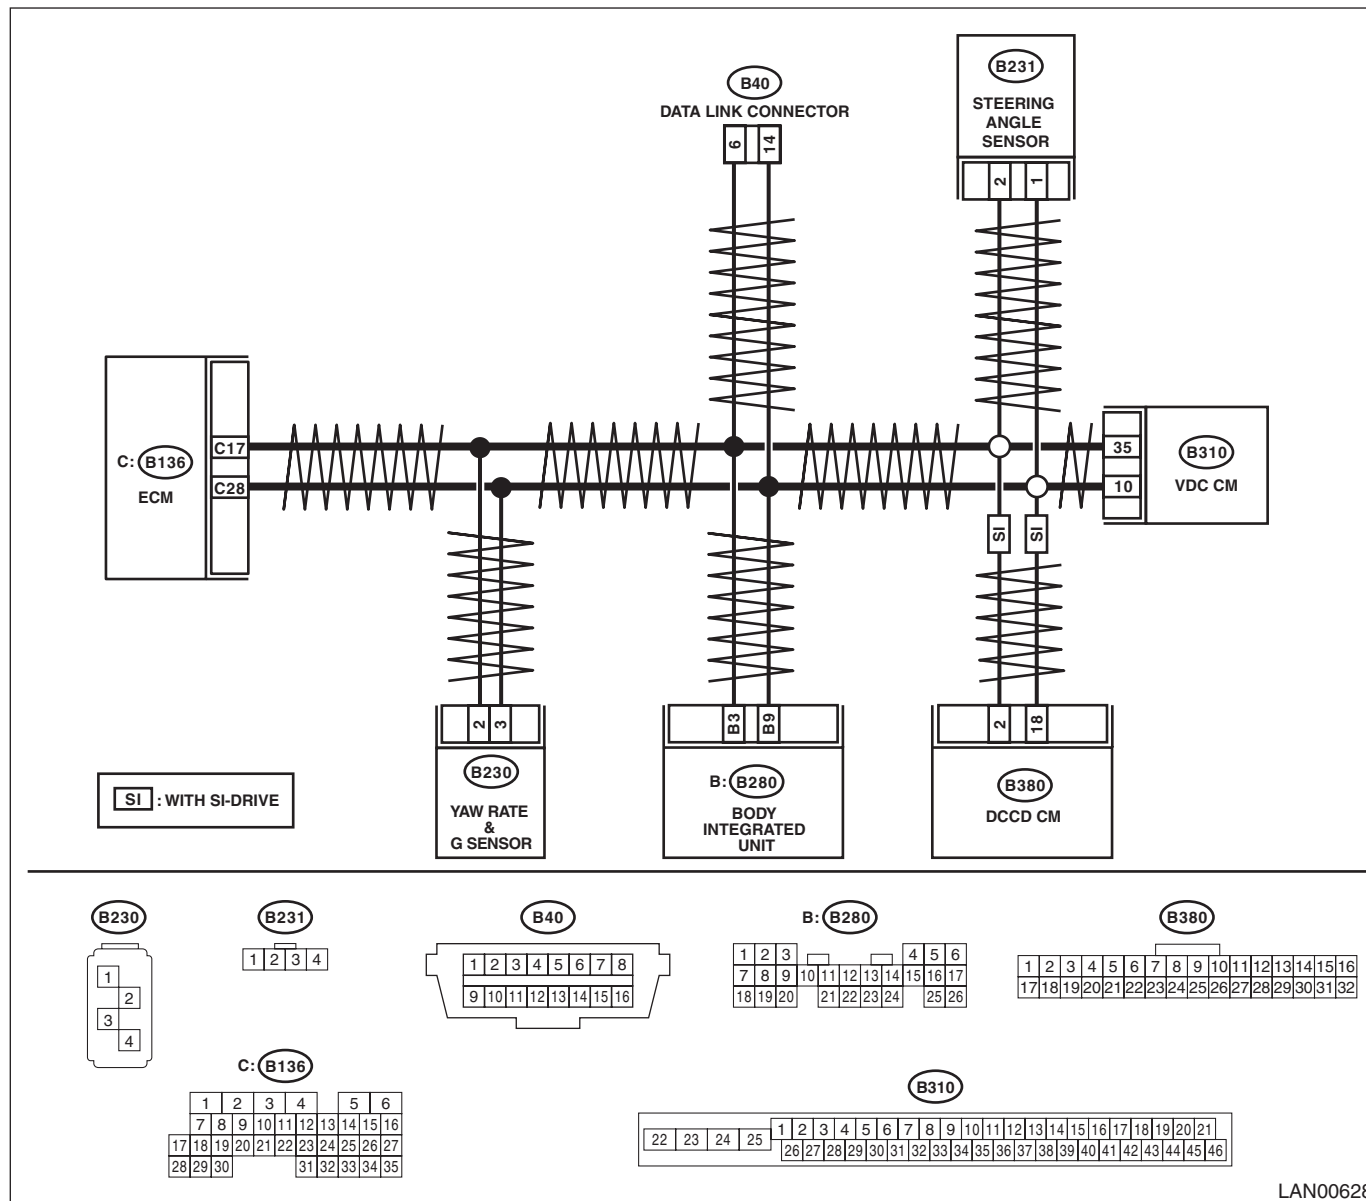 B40
DATA LINK CONNECTOR
6 14
B231
STEERING
ANGLE
SENSOR
2 1
C: B136
ECM
C17
C28
35
10
B310
VDC CM
SI SI
2 3
B230
YAW RATE
&
G SENSOR
B3 B9
B: B280
BODY
INTEGRATED
UNIT
2 18
B380
DCCD CM
SI : WITH SI-DRIVE
B230
1
2
3
4
B231
1 2 3 4
B40
1 2 3 4 5 6 7 8
9 10 11 12 13 14 15 16
B: B280
1 2 3 4 5 6
7 8 9 10 11 12 13 14 15 16 17
18 19 20 21 22 23 24 25 26
B380
1 2 3 4 5 6 7 8 9 10 11 12 13 14 15 16
17 18 19 20 21 22 23 24 25 26 27 28 29 30 31 32
C: B136
1 2 3 4 5 6
7 8 9 10 11 12 13 14 15 16
17 18 19 20 21 22 23 24 25 26 27
28 29 30 31 32 33 34 35
B310
22 23 24 25
1 2 3 4 5 6 7 8 9 10 11 12 13 14 15 16 17 18 19 20 21
26 27 28 29 30 31 32 33 34 35 36 37 38 39 40 41 42 43 44 45 46
LAN00628